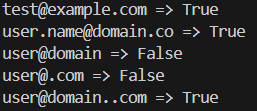 test@example.com => True
user.name@domain.co => True
user@domain => False
user@.com => False
user@domain..com => True